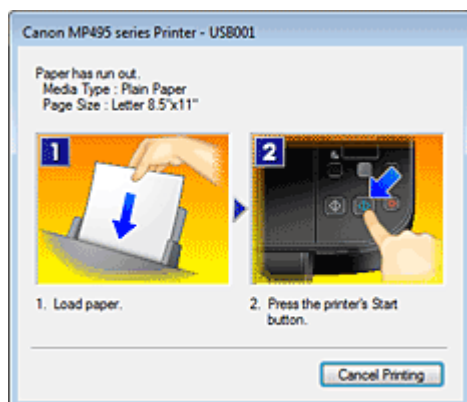 Canon MP495 series Printer - USB001
Paper has run out.
Media Type : Plain Paper
Page Size : Letter 8.5"x11"
1
2
1. Load paper.
2. Press the printer's Start
button.
Cancel Printing